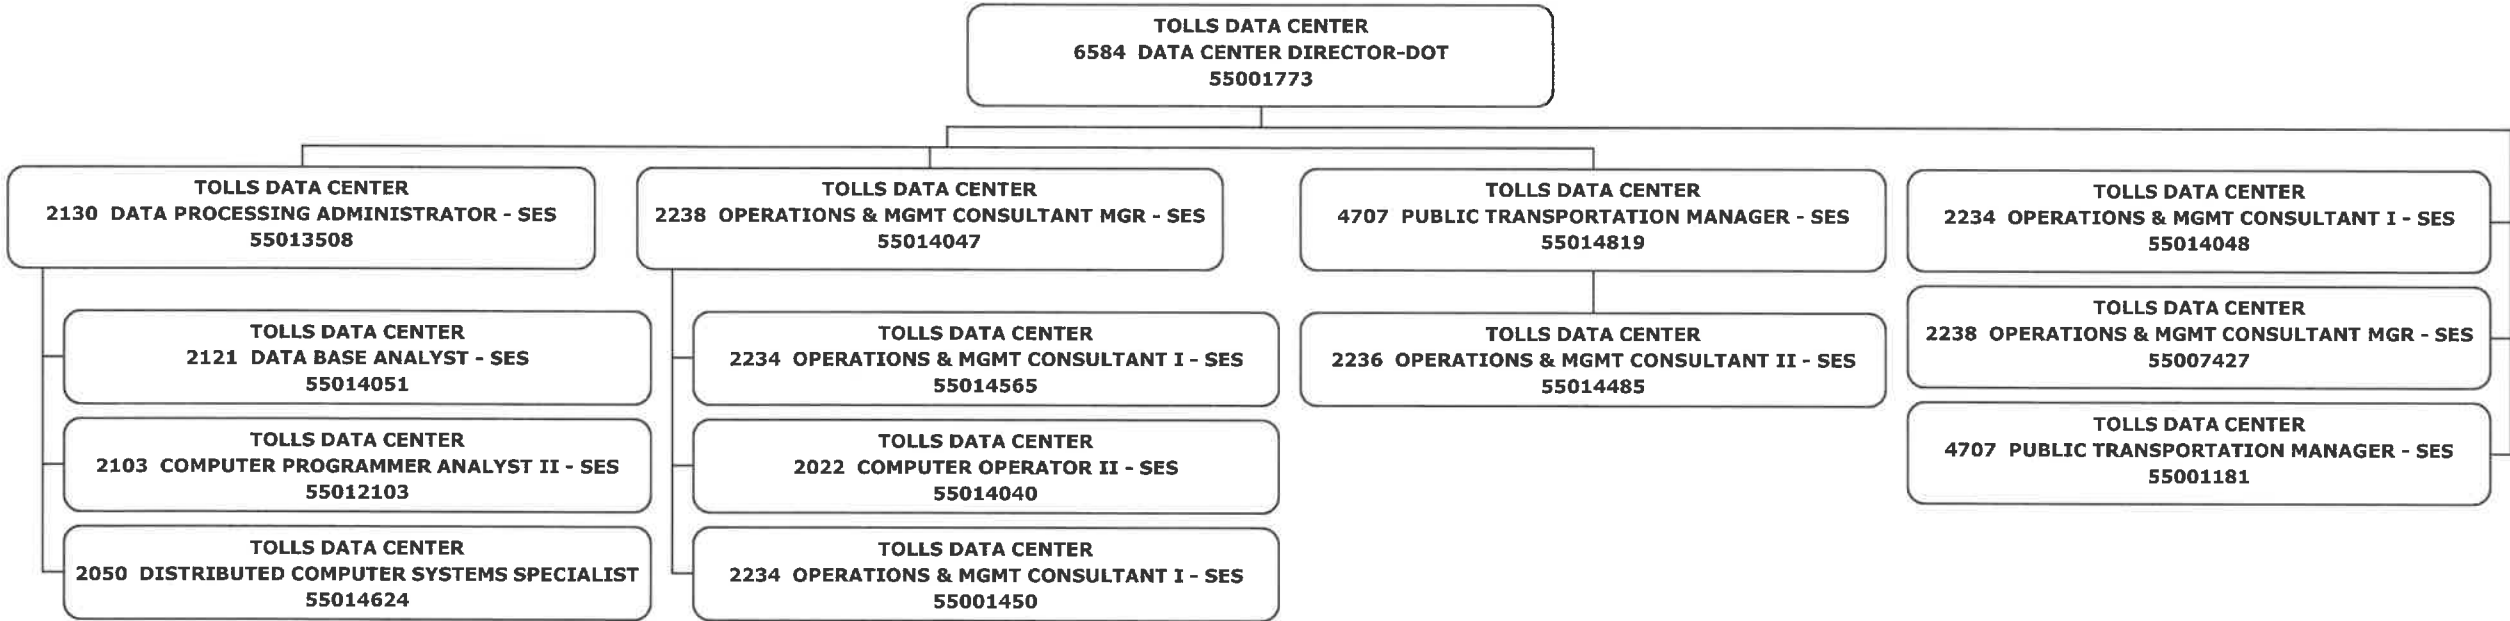 TOLLS DATA CENTER
6584 DATA CENTER DIRECTOR-DOT
55001773
TOLLS DATA CENTER
2130 DATA PROCESSING ADMINISTRATOR - SES
55013508
TOLLS DATA CENTER
2238 OPERATIONS & MGMT CONSULTANT MGR - SES
55014047
TOLLS DATA CENTER
4707 PUBLIC TRANSPORTATION MANAGER - SES
55014819
TOLLS DATA CENTER
2234 OPERATIONS & MGMT CONSULTANT I - SES
55014048
TOLLS DATA CENTER
2121 DATA BASE ANALYST - SES
55014051
TOLLS DATA CENTER
2103 COMPUTER PROGRAMMER ANALYST II - SES
55012103
TOLLS DATA CENTER
2050 DISTRIBUTED COMPUTER SYSTEMS SPECIALIST
55014624
TOLLS DATA CENTER
2234 OPERATIONS & MGMT CONSULTANT I - SES
55014565
TOLLS DATA CENTER
2022 COMPUTER OPERATOR II - SES
55014040
TOLLS DATA CENTER
2234 OPERATIONS & MGMT CONSULTANT I - SES
55001450
TOLLS DATA CENTER
2236 OPERATIONS & MGMT CONSULTANT II - SES
55014485
TOLLS DATA CENTER
2238 OPERATIONS & MGMT CONSULTANT MGR - SES
55007427
TOLLS DATA CENTER
4707 PUBLIC TRANSPORTATION MANAGER - SES
55001181